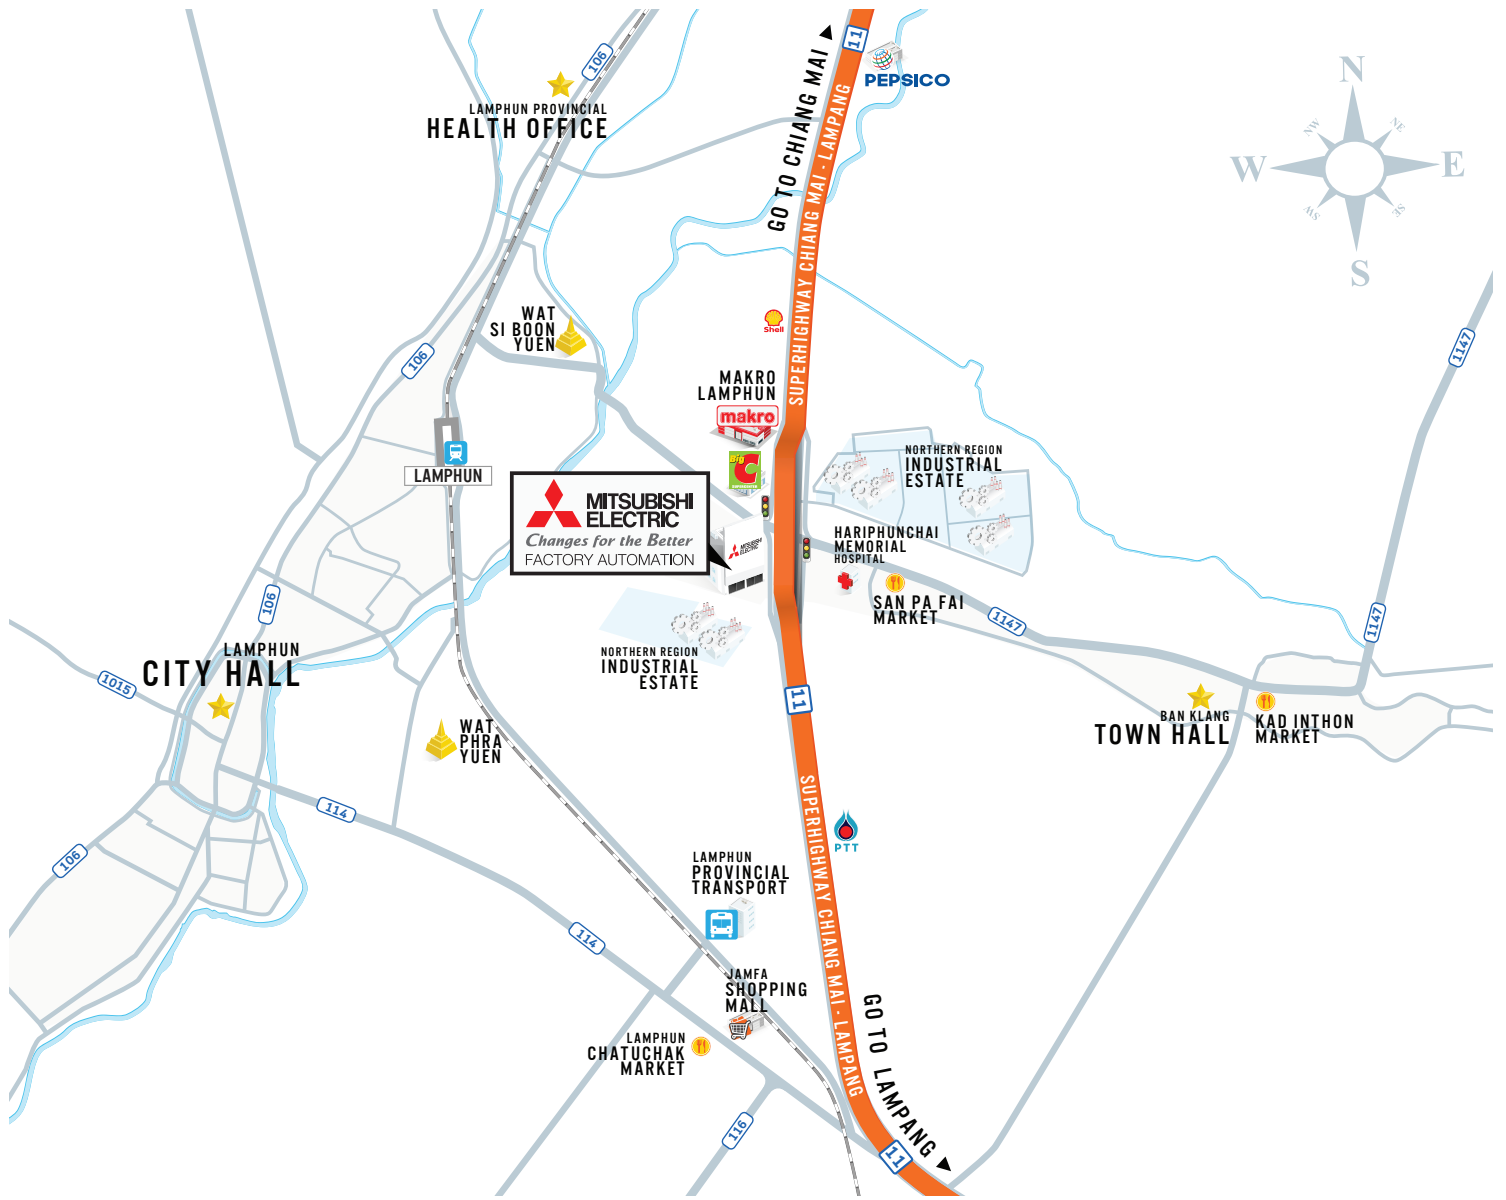 11
PEPSICO
GO TO CHIANG MAI
SUPERHIGHWAY CHIANG MAI - LAMPANG
106
LAMPHUN PROVINCIAL
HEALTH OFFICE
N
NW
NE
W
E
SW
SE
S
WAT
SI BOON
YUEN
Shell
106
1147
MAKRO
LAMPHUN
makro
Big
C
SUPERCENTER
LAMPHUN
NORTHERN REGION
INDUSTRIAL
ESTATE
MITSUBISHI
ELECTRIC
Changes for the Better
FACTORY AUTOMATION
MITSUBISHI
ELECTRIC
HARIPHUNCHAI
MEMORIAL
HOSPITAL
SAN PA FAI
MARKET
106
1147
1147
NORTHERN REGION
INDUSTRIAL
ESTATE
LAMPHUN
CITY HALL
1015
11
BAN KLANG
TOWN HALL
KAD INTHON
MARKET
WAT
PHRA
YUEN
114
SUPERHIGHWAY CHIANG MAI - LAMPANG
PTT
106
LAMPHUN
PROVINCIAL
TRANSPORT
114
JAMFA
SHOPPING
MALL
LAMPHUN
CHATUCHAK
MARKET
GO TO LAMPANG
116
11